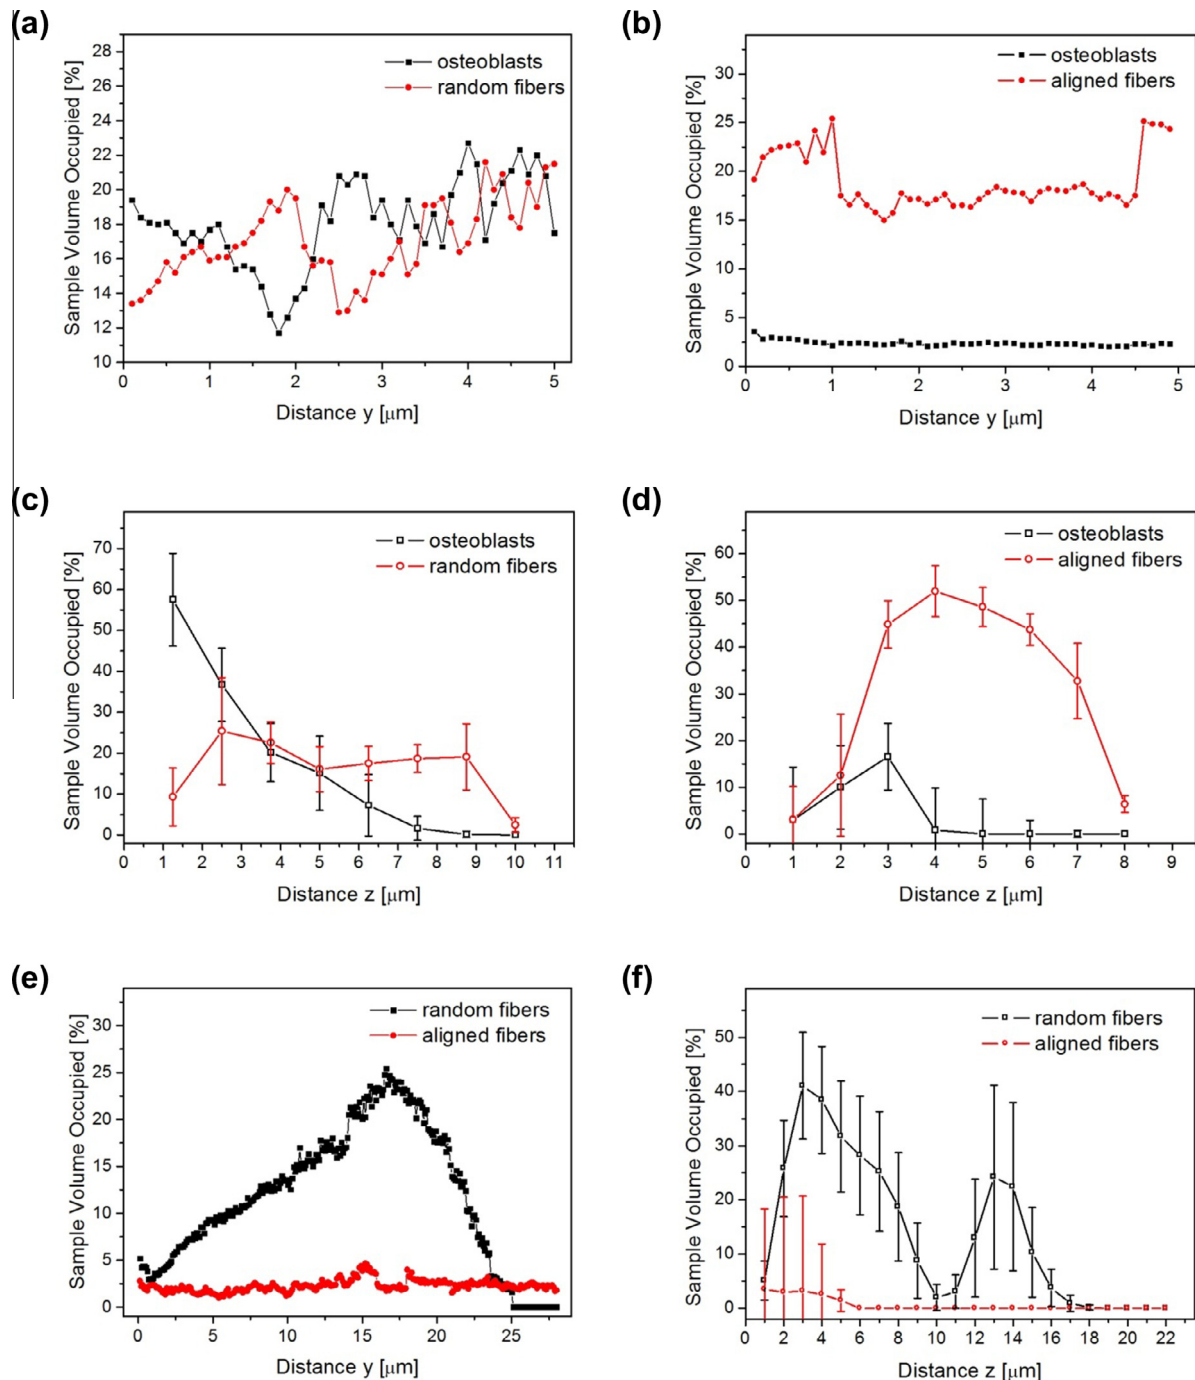 (a)
osteoblasts
random fibers
Sample Volume Occupied [%]
28
26
24
22
20
18
16
14
12
10
0 1 2 3 4 5
Distance y [μm]
(b)
osteoblasts
aligned fibers
Sample Volume Occupied [%]
30
25
20
15
10
5
0
0 1 2 3 4 5
Distance y [μm]
(c)
osteoblasts
random fibers
Sample Volume Occupied [%]
70
60
50
40
30
20
10
0
0 1 2 3 4 5 6 7 8 9 10 11
Distance z [μm]
(d)
osteoblasts
aligned fibers
Sample Volume Occupied [%]
60
50
40
30
20
10
0
0 1 2 3 4 5 6 7 8 9
Distance z [μm]
(e)
random fibers
aligned fibers
Sample Volume Occupied [%]
30
25
20
15
10
5
0
0 5 10 15 20 25
Distance y [μm]
(f)
random fibers
aligned fibers
Sample Volume Occupied [%]
50
40
30
20
10
0
0 2 4 6 8 10 12 14 16 18 20 22
Distance z [μm]